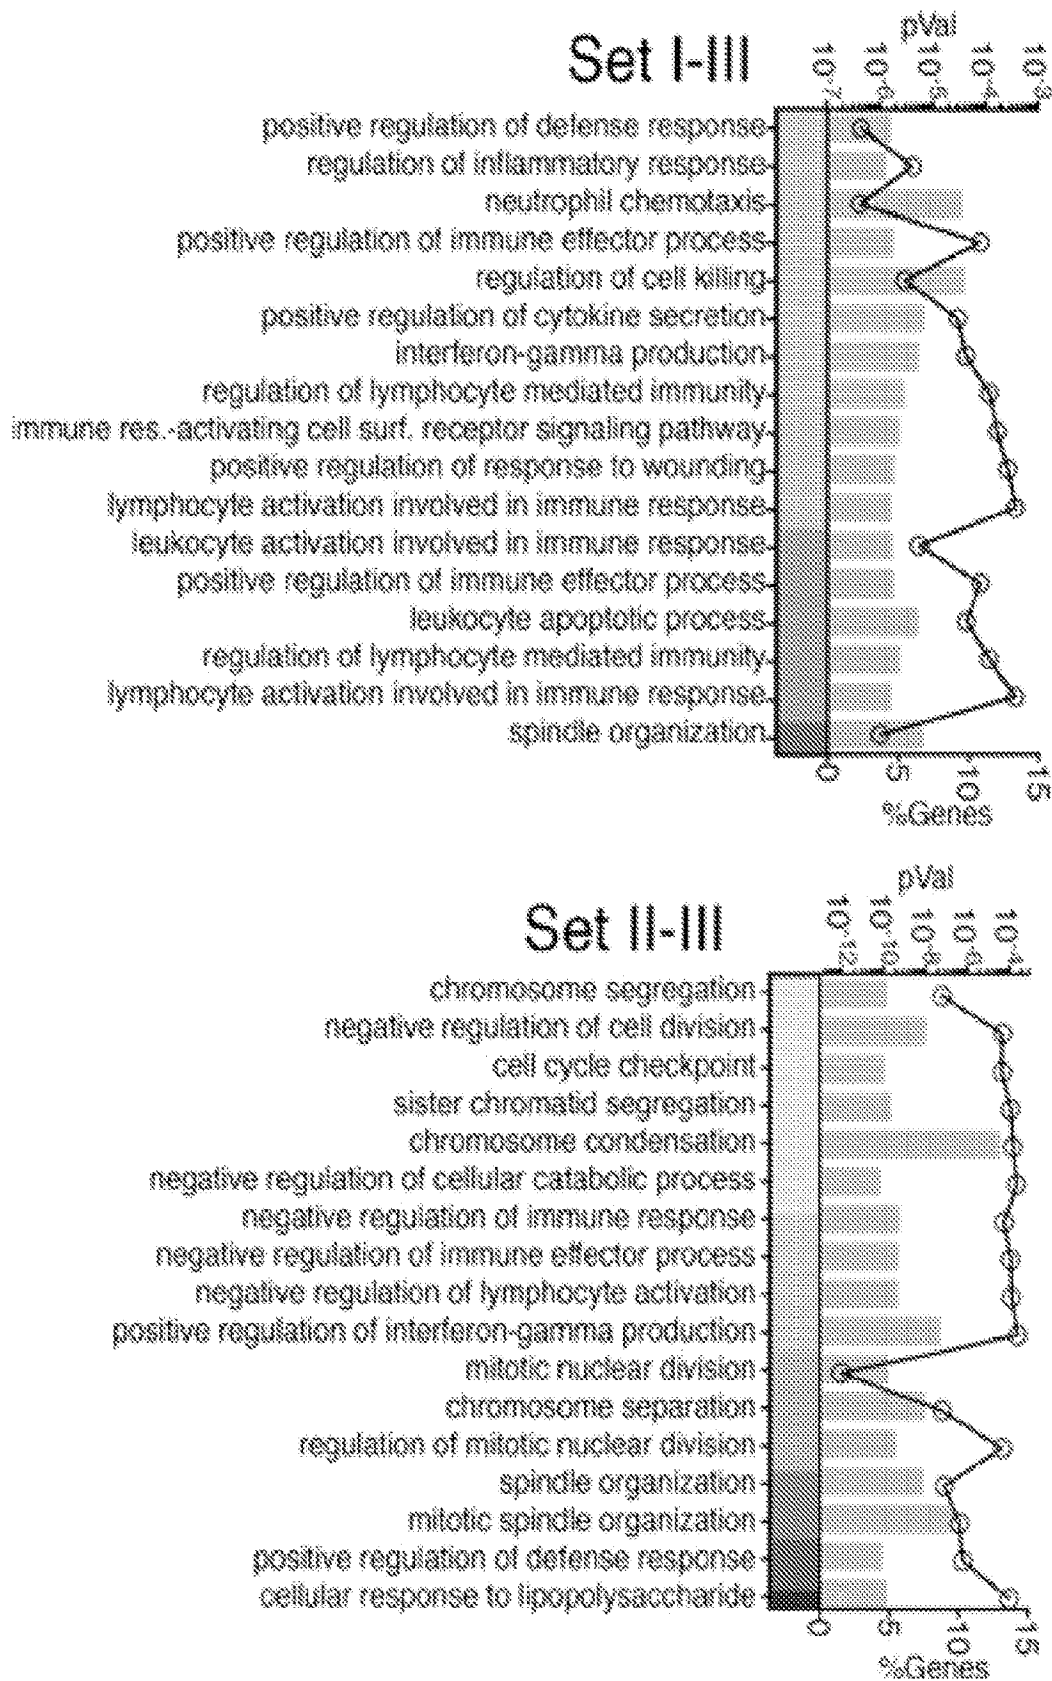 pVal
Set I-III
10-7 10-6 10-5 10-4 10-3
positive regulation of defense response
regulation of inflammatory response
neutrophil chemotaxis
positive regulation of immune effector process
regulation of cell killing
positive regulation of cytokine secretion
interferon-gamma production
regulation of lymphocyte mediated immunity
immune res.-activating cell surf. receptor signaling pathway
positive regulation of response to wounding
lymphocyte activation involved in immune response
leukocyte activation involved in immune response
positive regulation of immune effector process
leukocyte apoptotic process
regulation of lymphocyte mediated immunity
lymphocyte activation involved in immune response
spindle organization
0 5 10 15
%Genes
pVal
Set II-III
10-12 10-10 10-8 10-6 10-4
chromosome segregation
negative regulation of cell division
cell cycle checkpoint
sister chromatid segregation
chromosome condensation
negative regulation of cellular catabolic process
negative regulation of immune response
negative regulation of immune effector process
negative regulation of lymphocyte activation
positive regulation of interferon-gamma production
mitotic nuclear division
chromosome separation
regulation of mitotic nuclear division
spindle organization
mitotic spindle organization
positive regulation of defense response
cellular response to lipopolysaccharide
0 5 10 15
%Genes